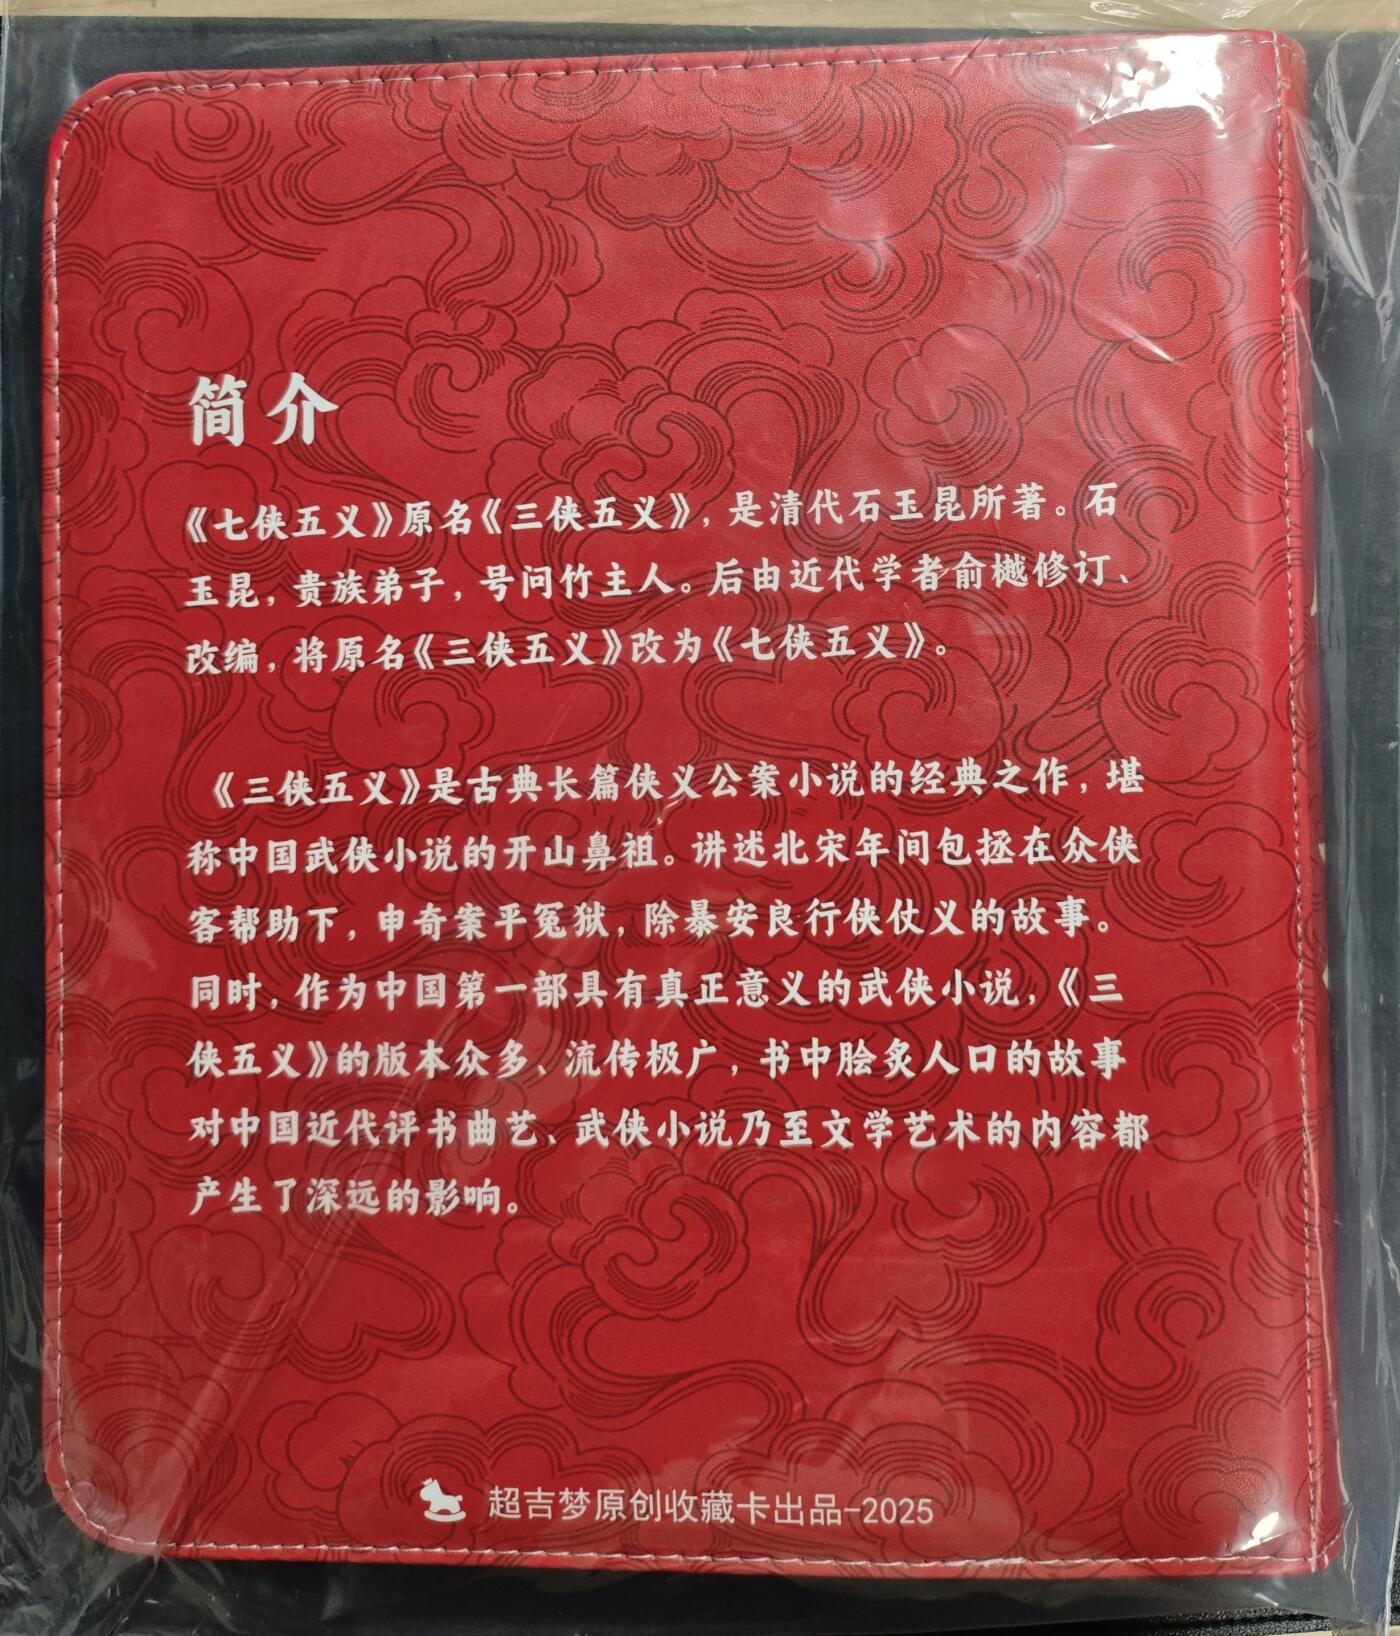 简介
《七侠五义》原名《三侠五义》，是清代石玉昆所著。石
玉昆，贵族弟子，号问竹主人。后由近代学者俞樾修订、
改编，将原名《三侠五义》改为《七侠五义》。
《三侠五义》是古典长篇侠义公案小说的经典之作，堪
称中国武侠小说的开山鼻祖。讲述北宋年间包拯在众侠
客帮助下，申奇案平冤狱，除暴安良行侠仗义的故事。
同时，作为中国第一部具有真正意义的武侠小说，《三
侠五义》的版本众多、流传极广，书中脍炙人口的故事
对中国近代评书曲艺、武侠小说乃至文学艺术的内容都
产生了深远的影响。
超吉梦原创收藏卡出品-2025